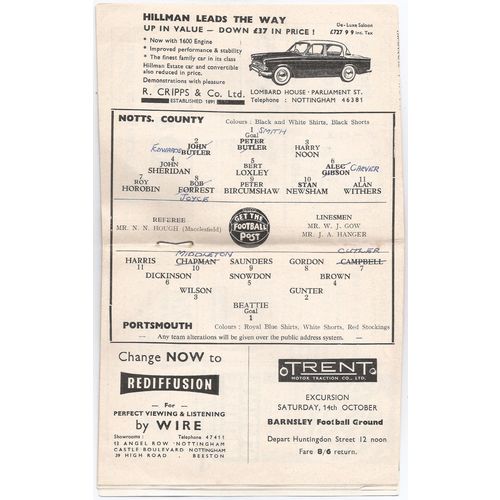 HILLMAN LEADS THE WAY
UP IN VALUE — DOWN £37 IN PRICE !
De-Luxe Saloon
£727 9 9 inc. Tax
• Now with 1600 Engine
• Improved performance & stability
• The finest family car in its class
Hillman Estate car and convertible
also reduced in price.
Demonstrations with pleasure
R. CRIPPS & Co. Ltd.
ESTABLISHED 1891
LOMBARD HOUSE · PARLIAMENT ST.
Telephone : NOTTINGHAM 46381
NOTTS. COUNTY
Colours : Black and White Shirts, Black Shorts
1 SMITH
Goal
PETER
BUTLER
EDWARDS
2
JOHN
BUTLER
3
HARRY
NOON
4
JOHN
SHERIDAN
5
BERT
LOXLEY
6
ALEC
GIBSON
CARVER
7
ROY
HOROBIN
8
BOB
FORREST
JOYCE
9
PETER
BIRCUMSHAW
10
STAN
NEWSHAM
11
ALAN
WITHERS
REFEREE
MR. N. N. HOUGH (Macclesfield)
GET THE
FOOTBALL
POST
LINESMEN
MR. W. J. GOW
MR. J. A. HANGER
MIDDLETON
CUTLER
HARRIS CHAPMAN SAUNDERS GORDON CAMPBELL
11 10 9 8 7
DICKINSON SNOWDON BROWN
6 5 4
WILSON GUNTER
3 2
BEATTIE
Goal
1
PORTSMOUTH
Colours : Royal Blue Shirts, White Shorts, Red Stockings
— Any team alterations will be given over the public address system. —
Change NOW to
REDIFFUSION
— For —
PERFECT VIEWING & LISTENING
by WIRE
Showrooms : Telephone 47411
12 ANGEL ROW · NOTTINGHAM
CASTLE BOULEVARD NOTTINGHAM
39 HIGH ROAD . BEESTON
TRENT
MOTOR TRACTION CO., LTD.
EXCURSION
SATURDAY, 14th OCTOBER
BARNSLEY Football Ground
Depart Huntingdon Street 12 noon
Fare 8/6 return.